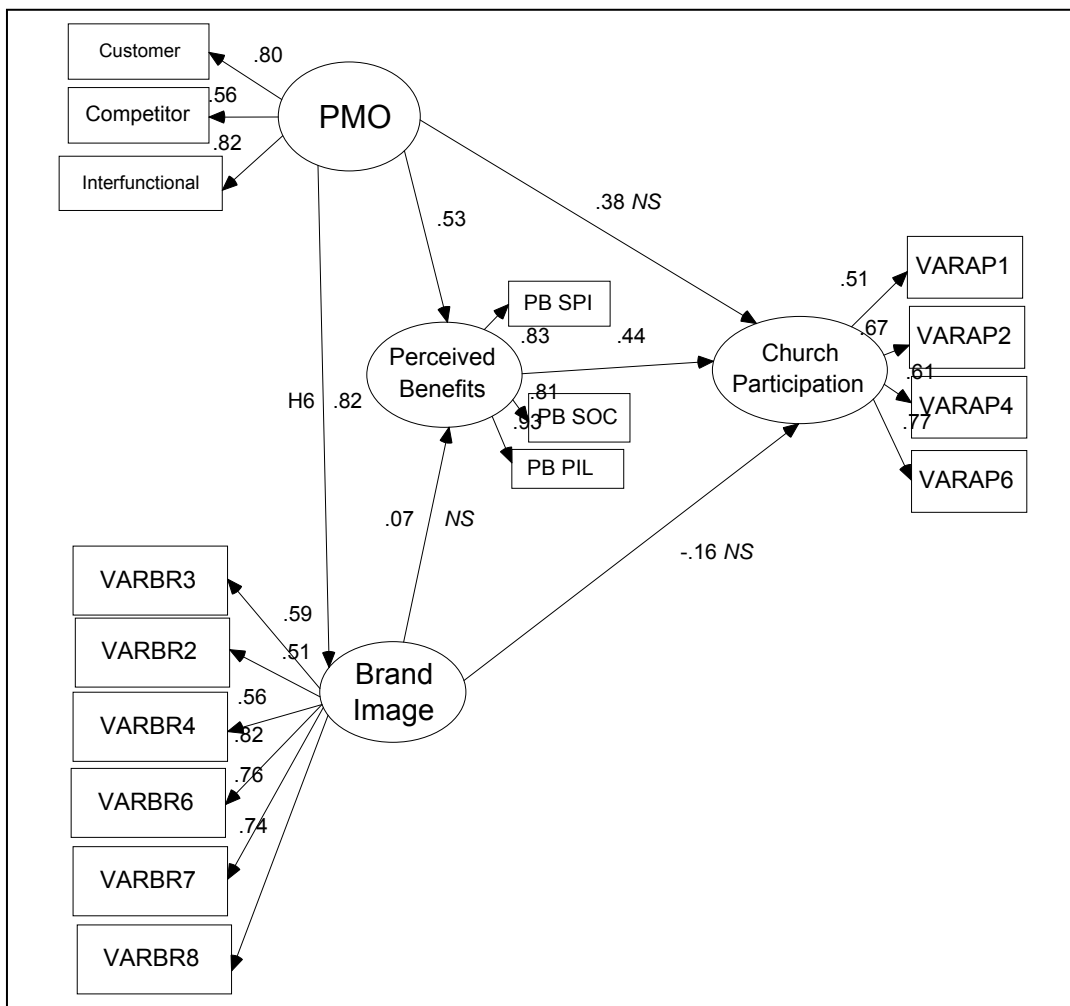 Customer
.80
Competitor
.56
Interfunctional
.82
PMO
.38 NS
.53
PB SPI
.83
Perceived
Benefits
.44
.81
PB SOC
.93
PB PIL
H6
.82
.07 NS
Church
Participation
.51
VARAP1
.67
VARAP2
.61
VARAP4
.77
VARAP6
-.16 NS
VARBR3
.59
VARBR2
.51
VARBR4
.56
.82
VARBR6
.76
VARBR7
.74
VARBR8
Brand
Image